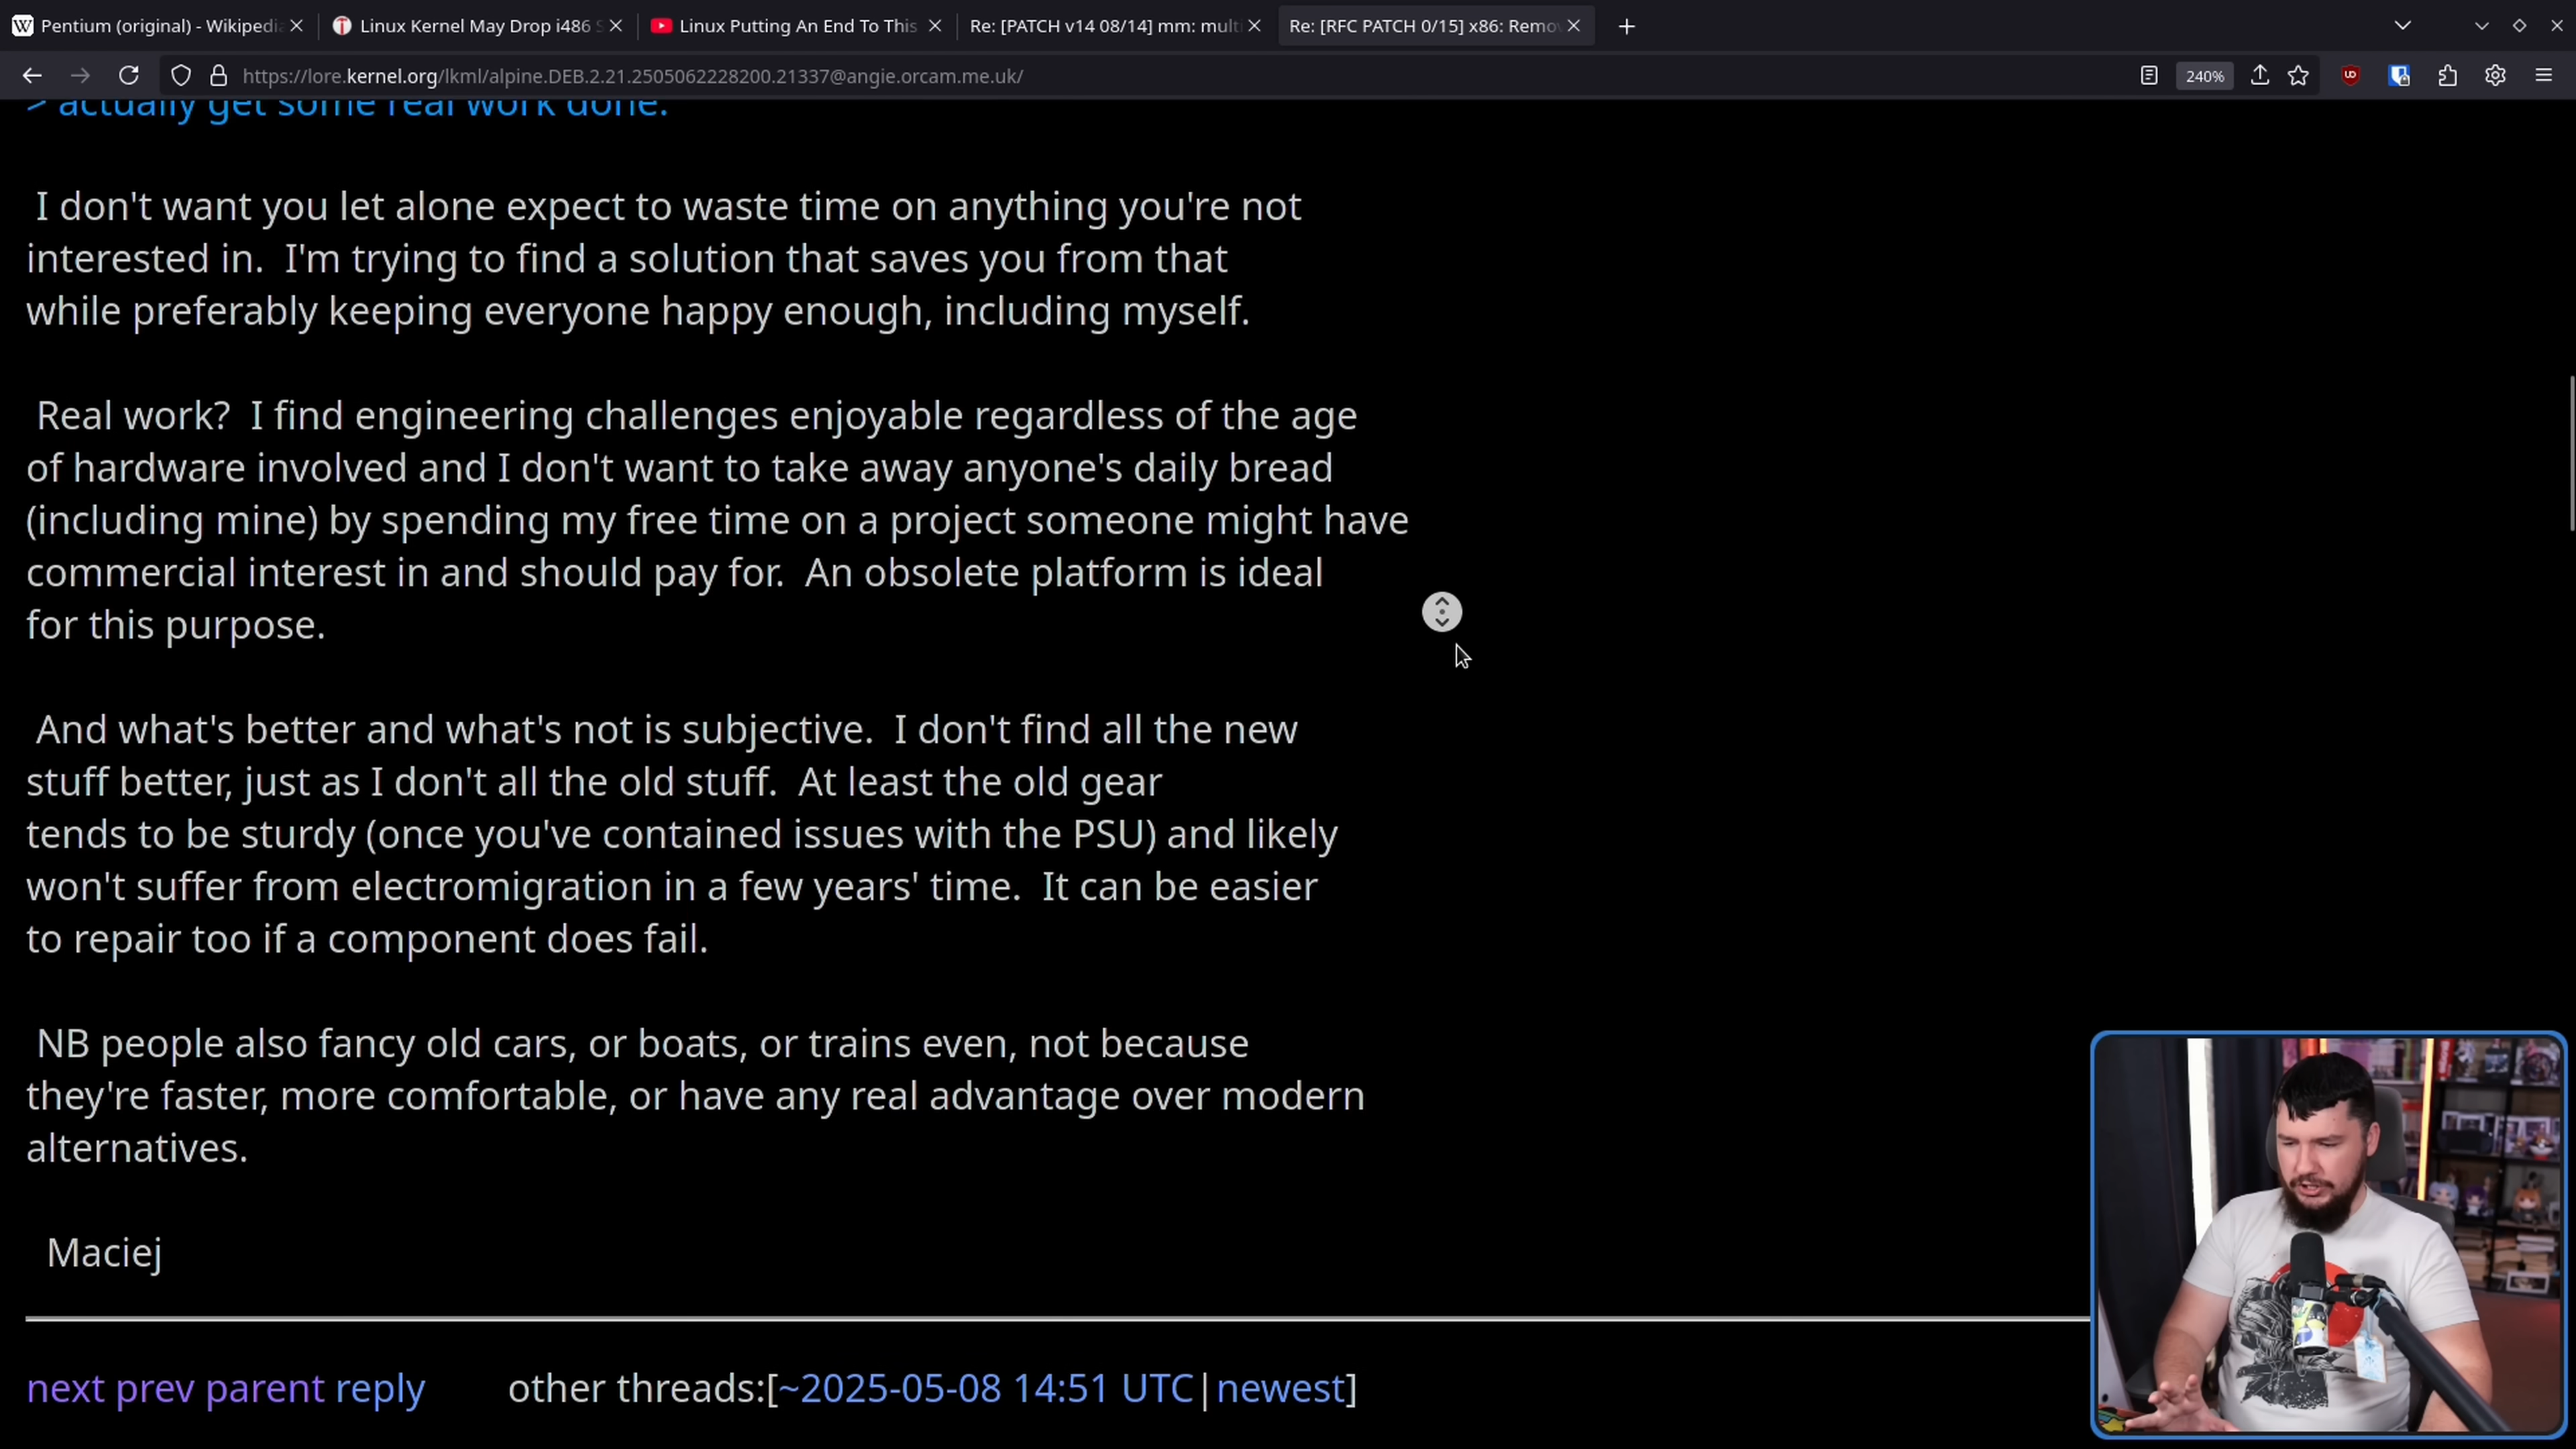 Pentium (original) - Wikipedia
Linux Kernel May Drop i486 S
Linux Putting An End To This
Re: [PATCH v14 08/14] mm: multi
Re: [RFC PATCH 0/15] x86: Remov
https://lore.kernel.org/lkml/alpine.DEB.2.21.2505062228200.21337@angie.orcam.me.uk/
240%
> actually get some real work done.
I don't want you let alone expect to waste time on anything you're not
interested in.  I'm trying to find a solution that saves you from that
while preferably keeping everyone happy enough, including myself.
Real work?  I find engineering challenges enjoyable regardless of the age
of hardware involved and I don't want to take away anyone's daily bread
(including mine) by spending my free time on a project someone might have
commercial interest in and should pay for.  An obsolete platform is ideal
for this purpose.
And what's better and what's not is subjective.  I don't find all the new
stuff better, just as I don't all the old stuff.  At least the old gear
tends to be sturdy (once you've contained issues with the PSU) and likely
won't suffer from electromigration in a few years' time.  It can be easier
to repair too if a component does fail.
NB people also fancy old cars, or boats, or trains even, not because
they're faster, more comfortable, or have any real advantage over modern
alternatives.
Maciej
next prev parent reply other threads:[~2025-05-08 14:51 UTC|newest]